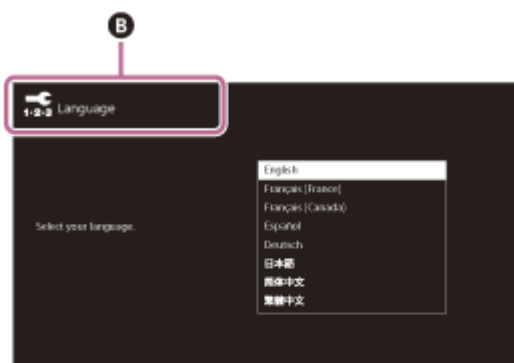 B
1-2-3 Language
Select your language.
English
Français (France)
Français (Canada)
Español
Deutsch
日本語
简体中文
繁體中文